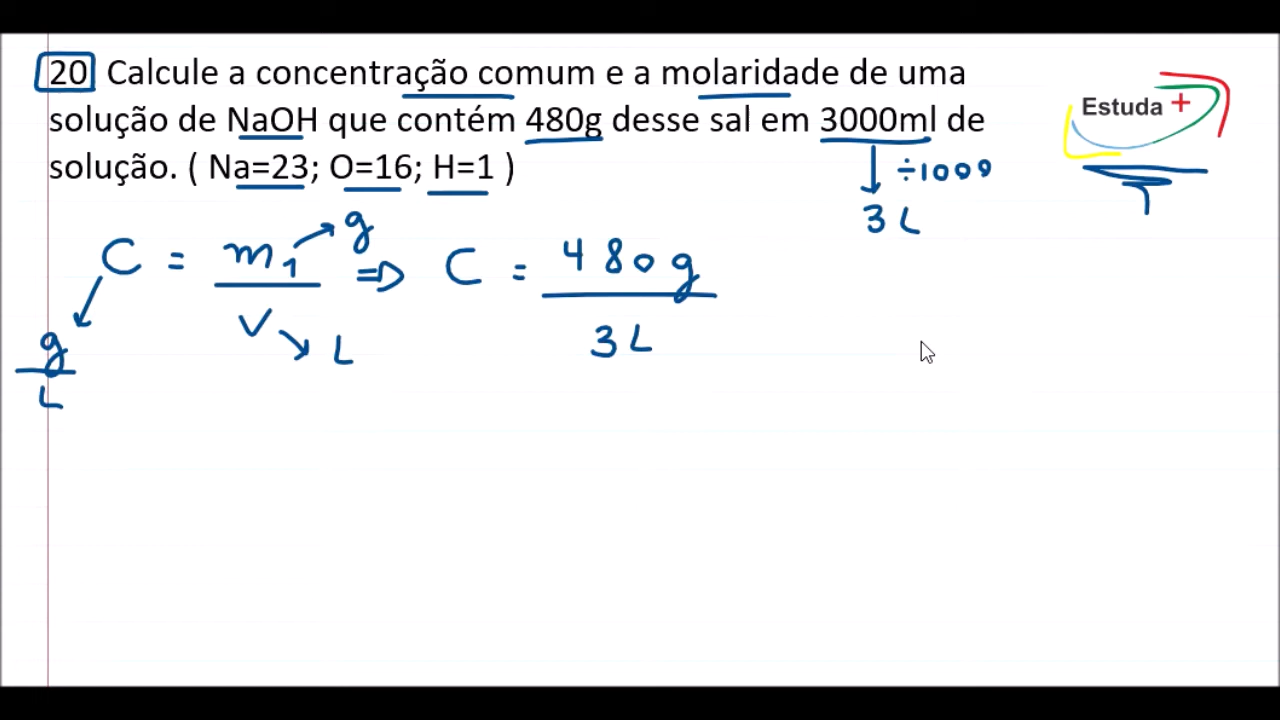 20 Calcule a concentração comum e a molaridade de uma
solução de NaOH que contém 480g desse sal em 3000ml de
solução. ( Na=23; O=16; H=1 )
Estuda +
÷1000
3 L
C = m1 → g ⇒ C = 480g
V → L
3 L
g
L